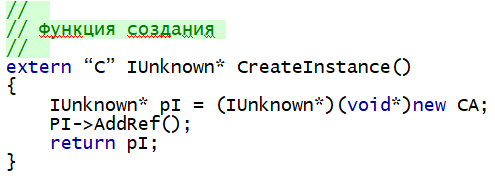 //
// Функция создания
//
extern “C” IUnknown* CreateInstance()
{
    IUnknown* pI = (IUnknown*)(void*)new CA;
    PI->AddRef();
    return pI;
}